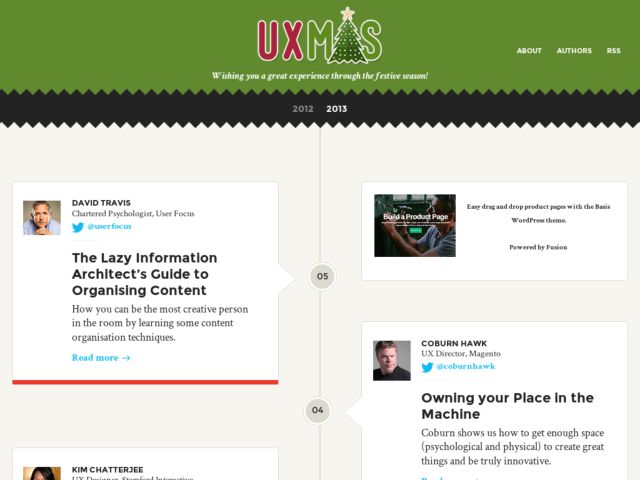 UXMAS
Wishing you a great experience through the festive season!
ABOUT AUTHORS RSS
2012 2013
DAVID TRAVIS
Chartered Psychologist, User Focus
@userfocus
The Lazy Information
Architect's Guide to
Organising Content
How you can be the most creative person
in the room by learning some content
organisation techniques.
Read more →
05
Build a Product Page
Easy drag and drop product pages with the Basis
WordPress theme.
Powered by Fusion
04
COBURN HAWK
UX Director, Magento
@coburnhawk
Owning your Place in the
Machine
Coburn shows us how to get enough space
(psychological and physical) to create great
things and be truly innovative.
KIM CHATTERJEE
UX Designer, Stamford Interactive